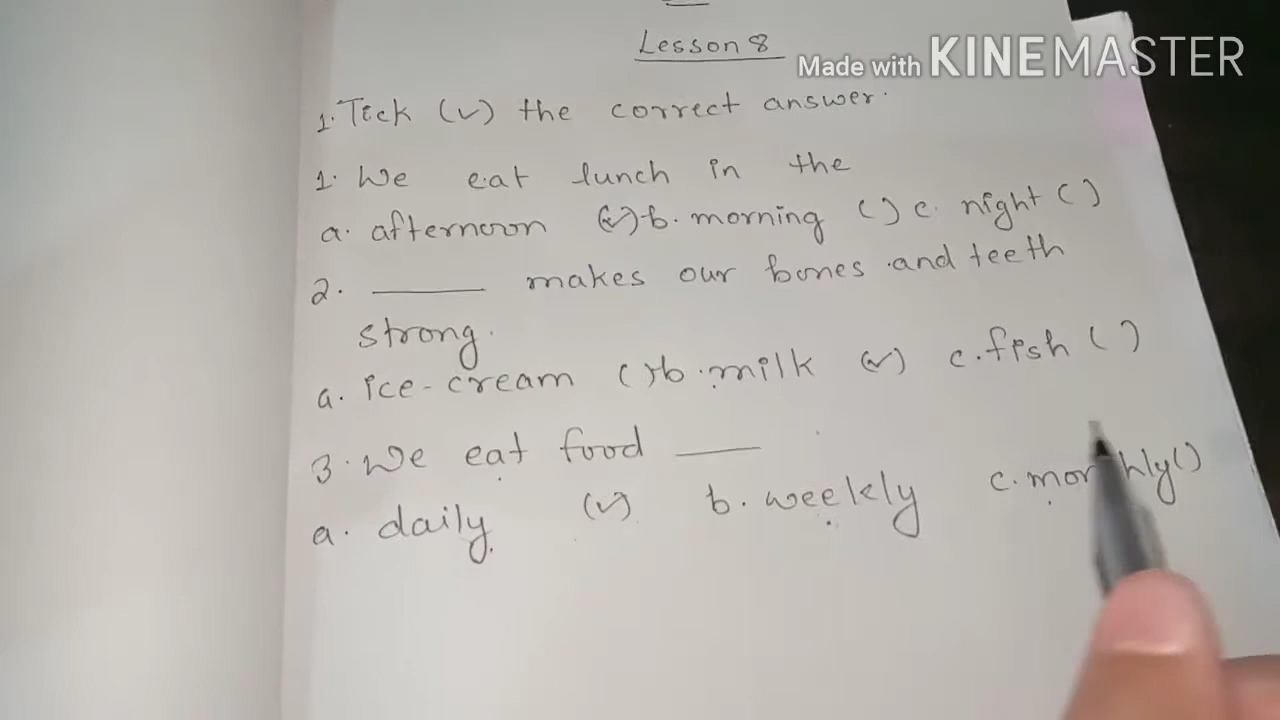 Lesson 8
Made with KINEMASTER
1. Tick (✓) the correct answer.
1. We eat lunch in the
a. afternoon (✓) b. morning ( ) c. night ( )
2. ______ makes our bones and teeth
strong.
a. ice-cream ( ) b. milk (✓) c. fish ( )
3. We eat food ____
a. daily (✓) b. weekly c. monthly ( )